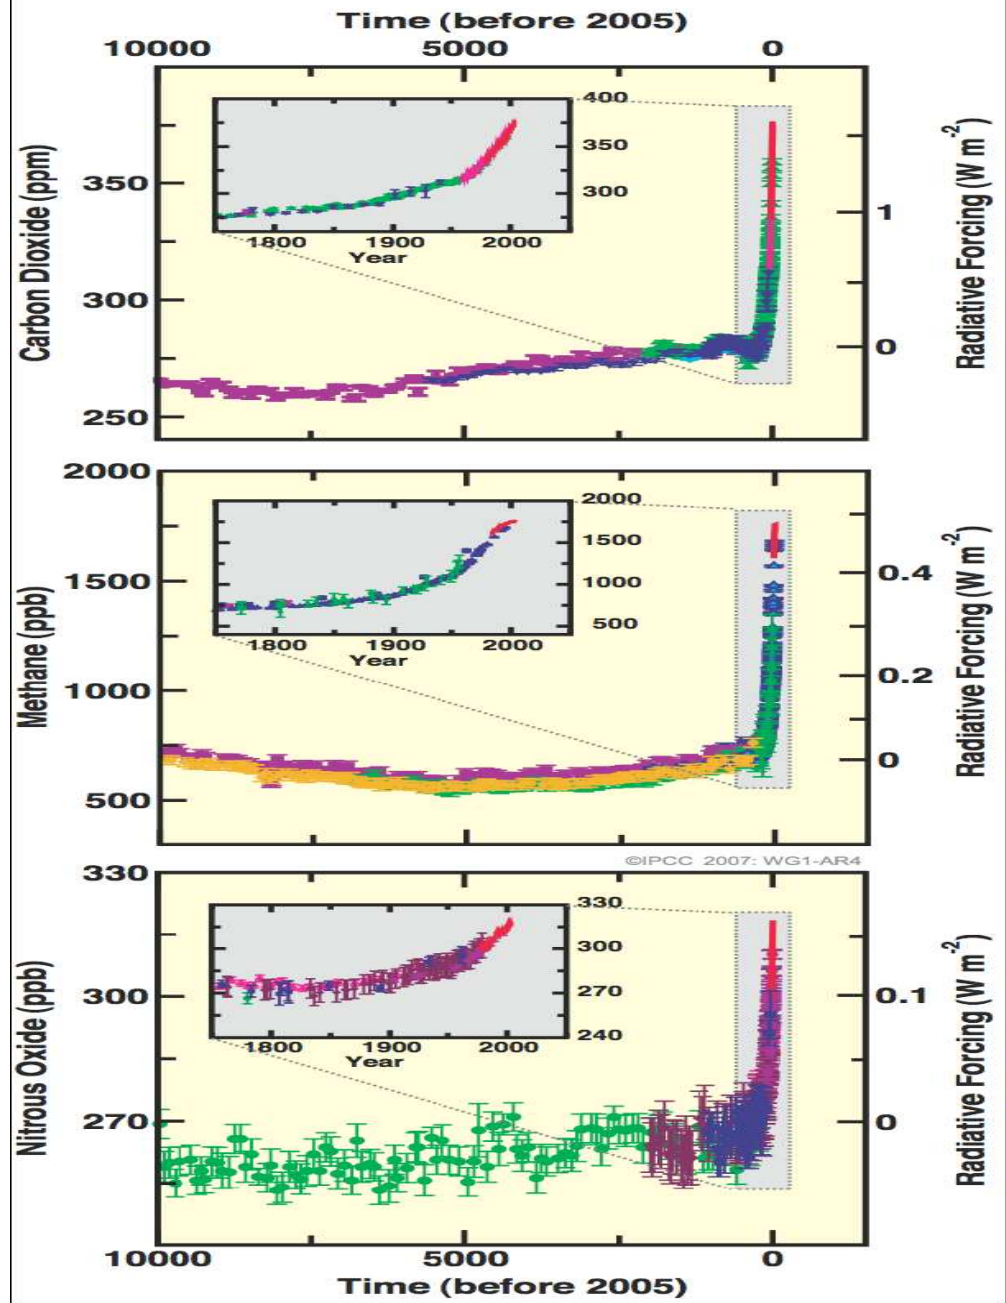 Time (before 2005)
10000 5000 0
Carbon Dioxide (ppm)
350
300
250
400
350
300
1800 1900 2000
Year
1
0
Radiative Forcing (W m-2)
Methane (ppb)
2000
1500
1000
500
2000
1500
1000
500
1800 1900 2000
Year
0.4
0.2
0
Radiative Forcing (W m-2)
©IPCC 2007: WG1-AR4
Nitrous Oxide (ppb)
330
300
270
330
300
270
240
1800 1900 2000
Year
0.1
0
Radiative Forcing (W m-2)
10000 5000 0
Time (before 2005)